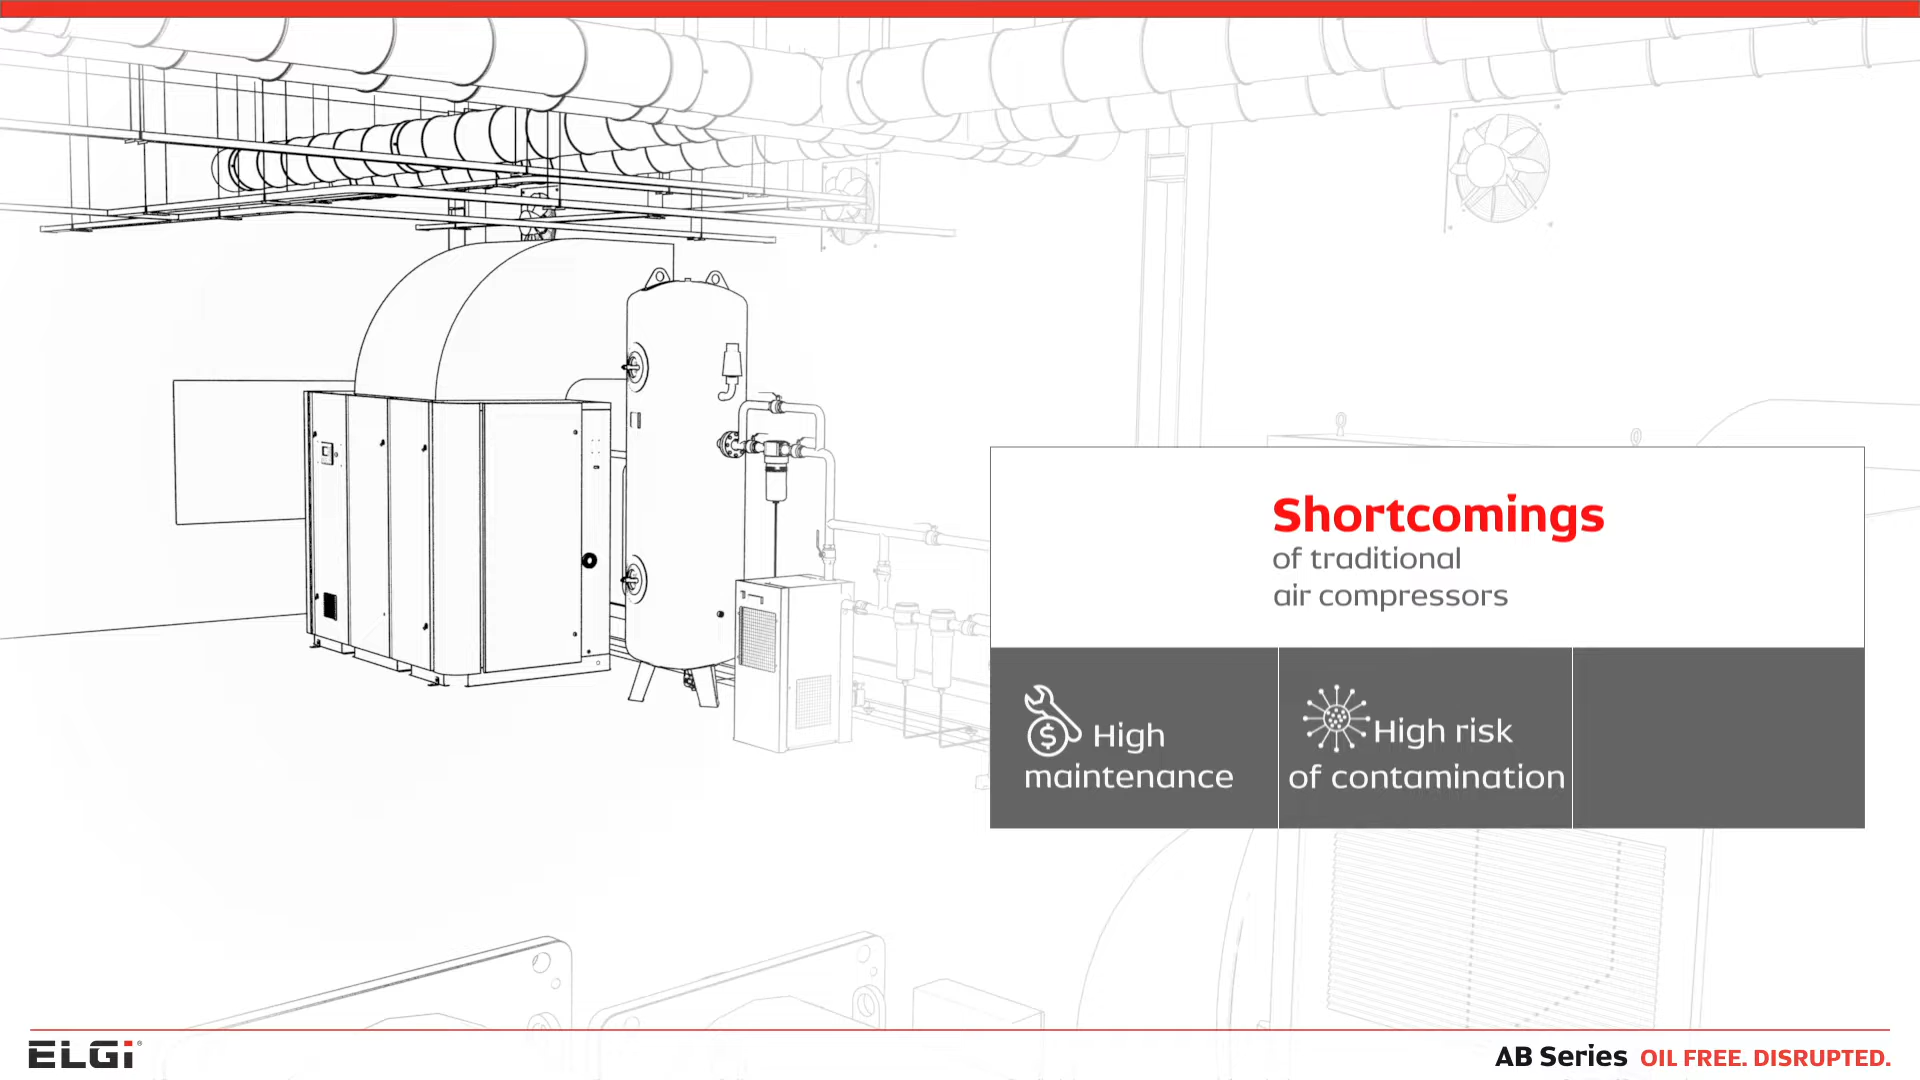 Shortcomings
of traditional
air compressors
$ High
maintenance
High risk
of contamination
ELGi®
AB Series OIL FREE. DISRUPTED.